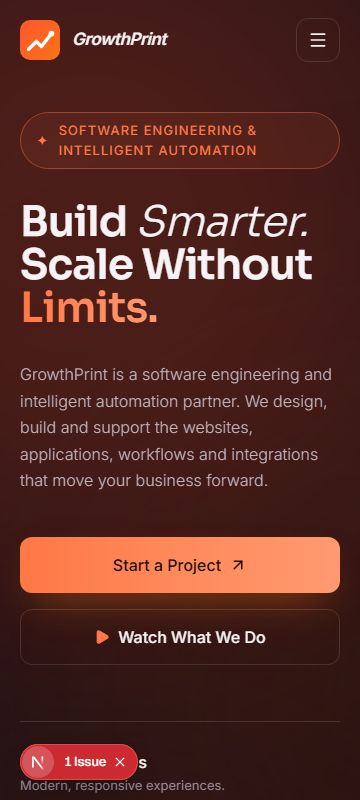 GrowthPrint
SOFTWARE ENGINEERING &
INTELLIGENT AUTOMATION
Build Smarter.
Scale Without
Limits.
GrowthPrint is a software engineering and
intelligent automation partner. We design,
build and support the websites,
applications, workflows and integrations
that move your business forward.
Start a Project
Watch What We Do
N 1 Issue
Modern, responsive experiences.